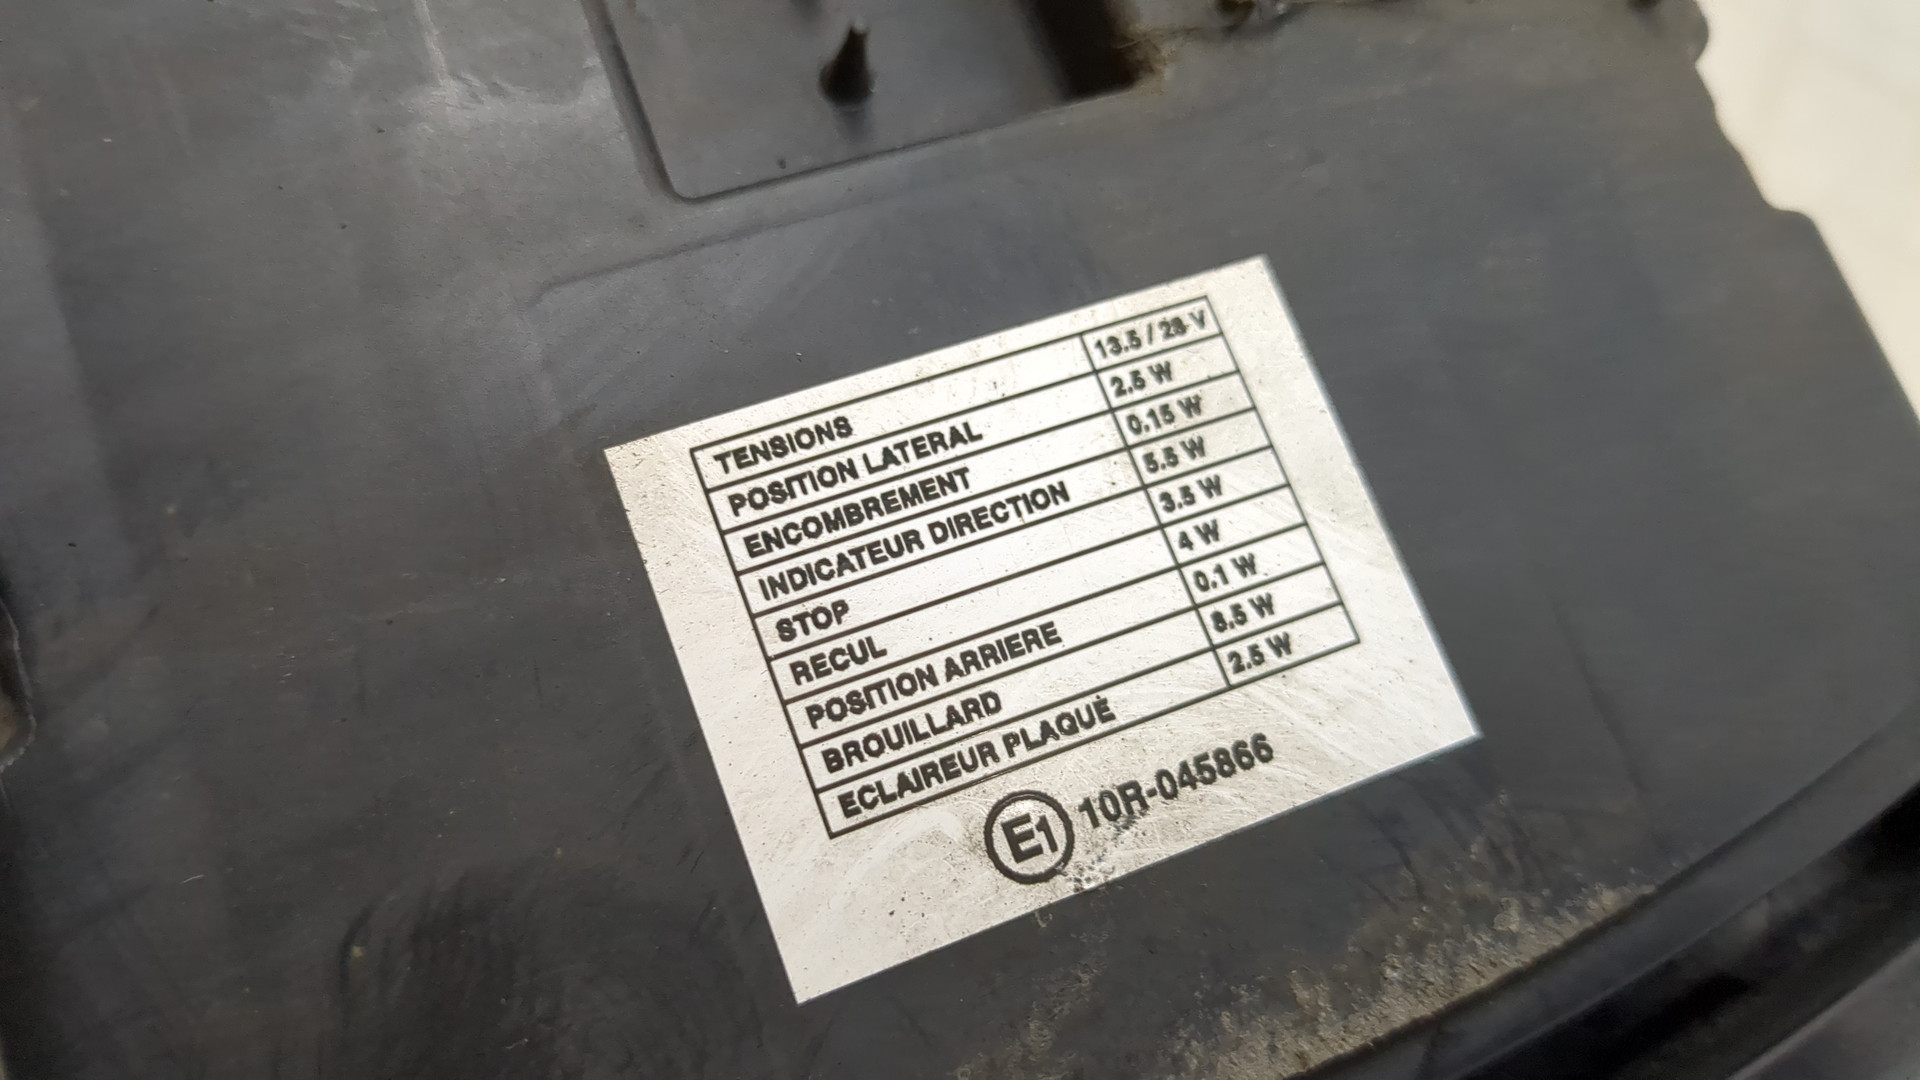 TENSIONS 13.5 / 28 V
POSITION LATERAL 2.5 W
ENCOMBREMENT 0.15 W
INDICATEUR DIRECTION 5.5 W
STOP 3.5 W
RECUL 4 W
POSITION ARRIERE 0.1 W
BROUILLARD 8.5 W
ECLAIREUR PLAQUE 2.5 W
E1 10R-045866